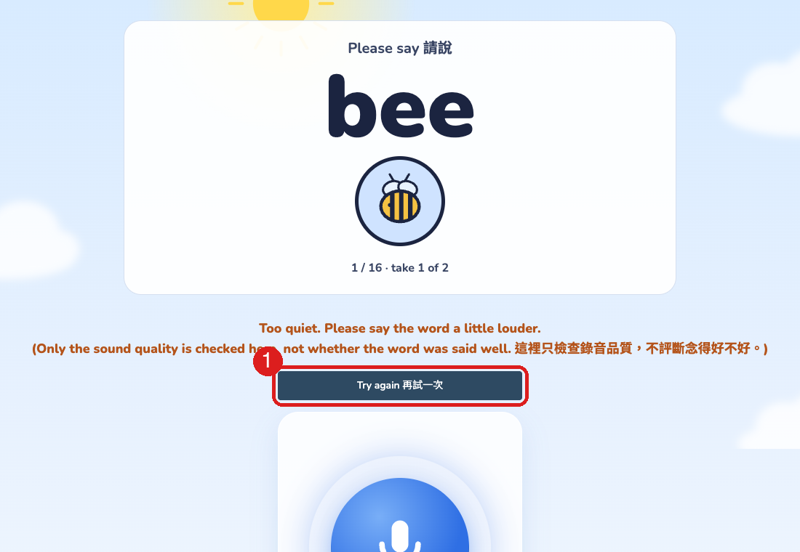 Please say 請說
bee
1 / 16 · take 1 of 2
Too quiet. Please say the word a little louder.
(Only the sound quality is checked here, not whether the word was said well. 這裡只檢查錄音品質，不評斷念得好不好。)
1
Try again 再試一次